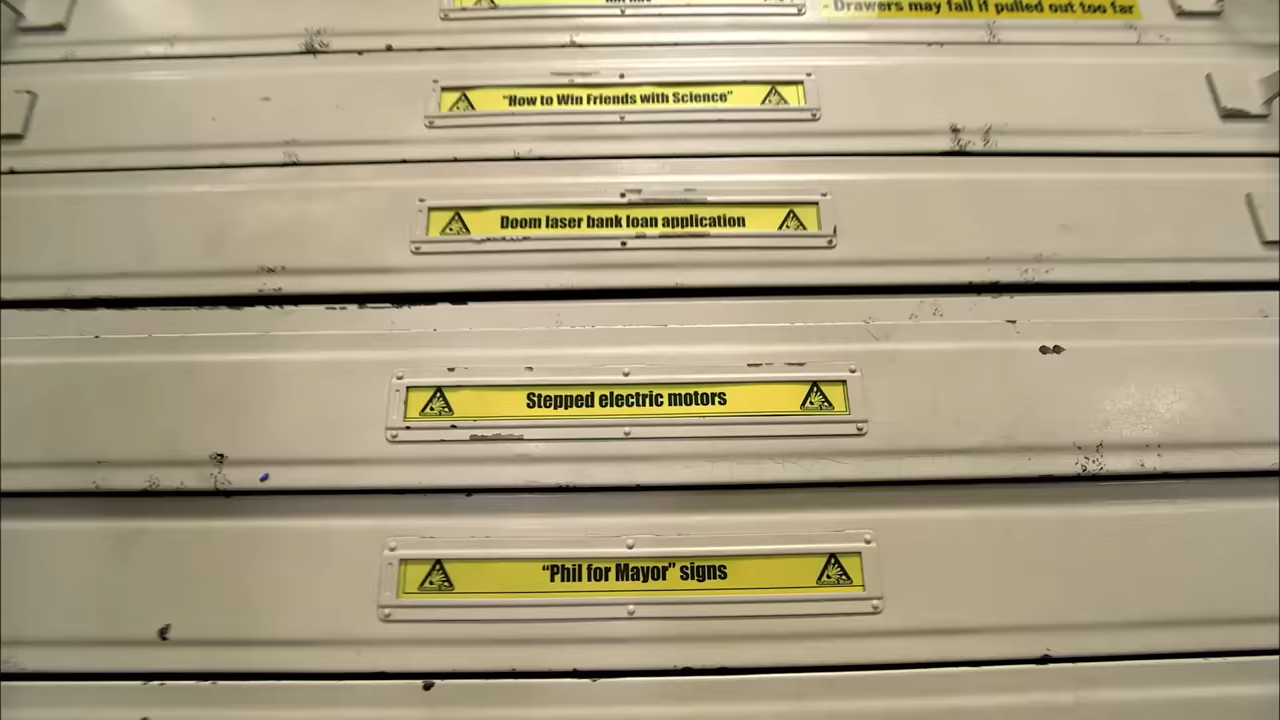 - Drawers may fall if pulled out too far
"How to Win Friends with Science"
Doom laser bank loan application
Stepped electric motors
"Phil for Mayor" signs